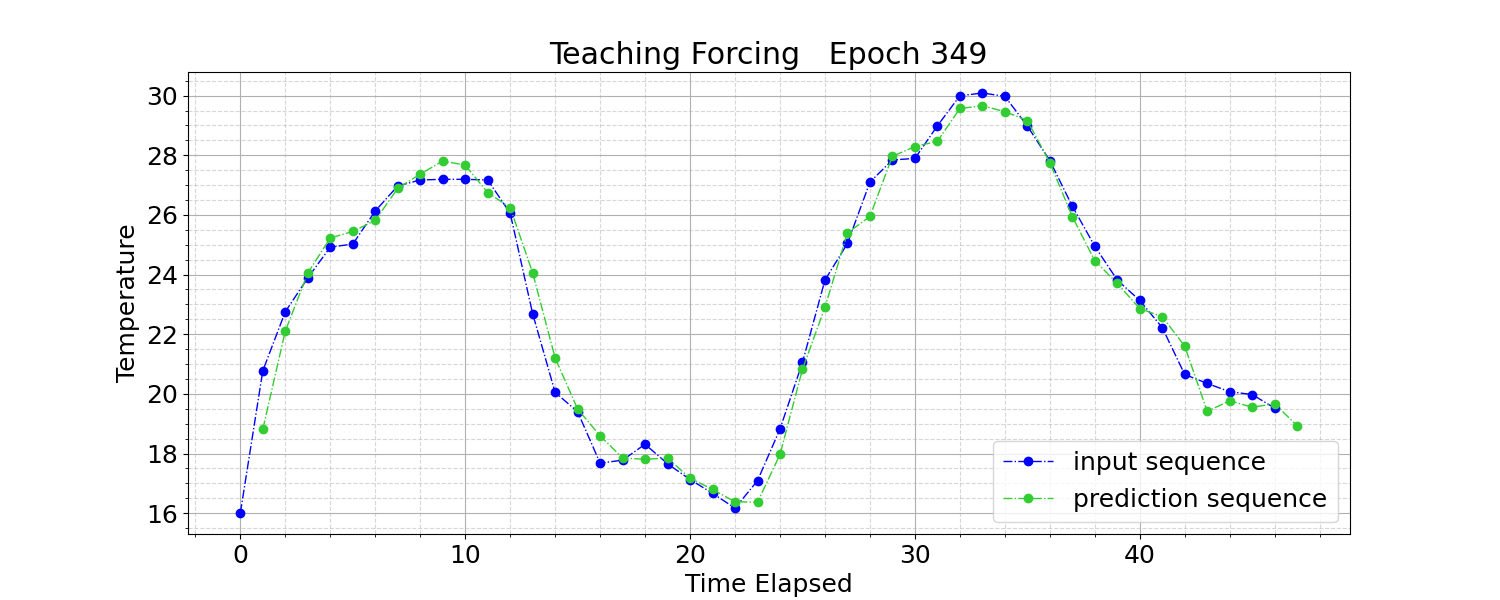 Teaching Forcing   Epoch 349
30
28
26
24
22
20
18
16
Temperature
0 10 20 30 40
Time Elapsed
input sequence
prediction sequence